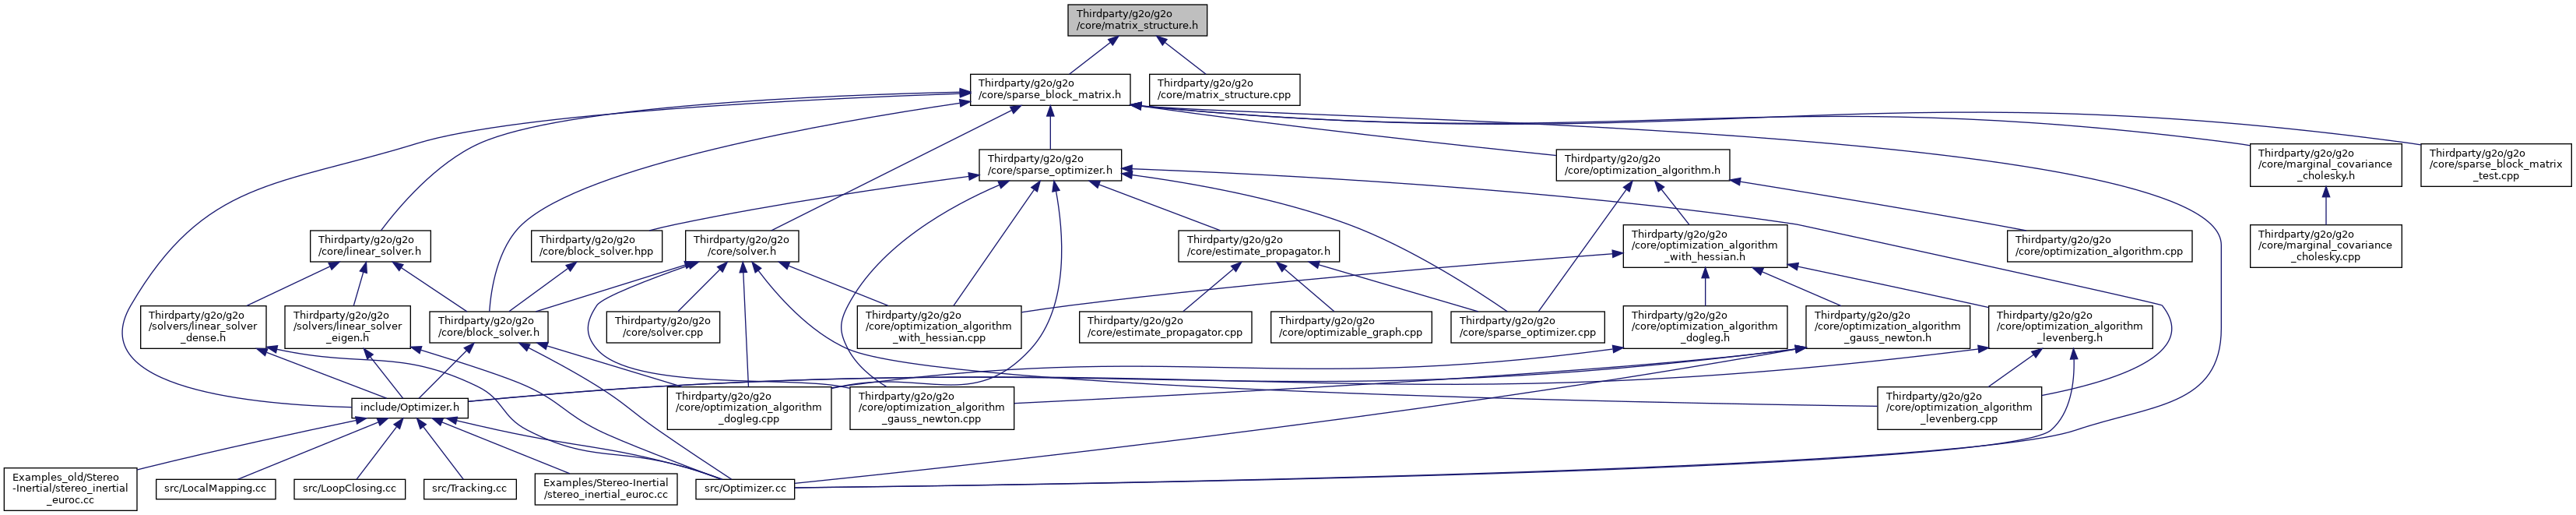 Thirdparty/g2o/g2o
/core/matrix_structure.h
Thirdparty/g2o/g2o
/core/sparse_block_matrix.h
Thirdparty/g2o/g2o
/core/matrix_structure.cpp
Thirdparty/g2o/g2o
/core/sparse_optimizer.h
Thirdparty/g2o/g2o
/core/optimization_algorithm.h
Thirdparty/g2o/g2o
/core/marginal_covariance
_cholesky.h
Thirdparty/g2o/g2o
/core/sparse_block_matrix
_test.cpp
Thirdparty/g2o/g2o
/core/linear_solver.h
Thirdparty/g2o/g2o
/core/block_solver.hpp
Thirdparty/g2o/g2o
/core/solver.h
Thirdparty/g2o/g2o
/core/estimate_propagator.h
Thirdparty/g2o/g2o
/core/optimization_algorithm
_with_hessian.h
Thirdparty/g2o/g2o
/core/optimization_algorithm.cpp
Thirdparty/g2o/g2o
/core/marginal_covariance
_cholesky.cpp
Thirdparty/g2o/g2o
/solvers/linear_solver
_dense.h
Thirdparty/g2o/g2o
/solvers/linear_solver
_eigen.h
Thirdparty/g2o/g2o
/core/block_solver.h
Thirdparty/g2o/g2o
/core/solver.cpp
Thirdparty/g2o/g2o
/core/optimization_algorithm
_with_hessian.cpp
Thirdparty/g2o/g2o
/core/estimate_propagator.cpp
Thirdparty/g2o/g2o
/core/optimizable_graph.cpp
Thirdparty/g2o/g2o
/core/sparse_optimizer.cpp
Thirdparty/g2o/g2o
/core/optimization_algorithm
_dogleg.h
Thirdparty/g2o/g2o
/core/optimization_algorithm
_gauss_newton.h
Thirdparty/g2o/g2o
/core/optimization_algorithm
_levenberg.h
include/Optimizer.h
Thirdparty/g2o/g2o
/core/optimization_algorithm
_dogleg.cpp
Thirdparty/g2o/g2o
/core/optimization_algorithm
_gauss_newton.cpp
Thirdparty/g2o/g2o
/core/optimization_algorithm
_levenberg.cpp
Examples_old/Stereo
-Inertial/stereo_inertial
_euroc.cc
src/LocalMapping.cc
src/LoopClosing.cc
src/Tracking.cc
Examples/Stereo-Inertial
/stereo_inertial_euroc.cc
src/Optimizer.cc